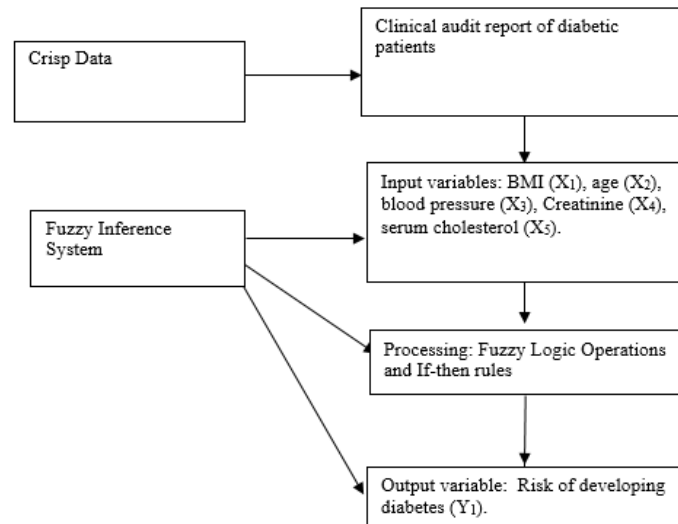 Clinical audit report of diabetic
patients
Crisp Data
Input variables: BMI (X₁), age (X₂),
blood pressure (X₃), Creatinine (X₄),
serum cholesterol (X₅).
Fuzzy Inference
System
Processing: Fuzzy Logic Operations
and If-then rules
Output variable:  Risk of developing
diabetes (Y₁).